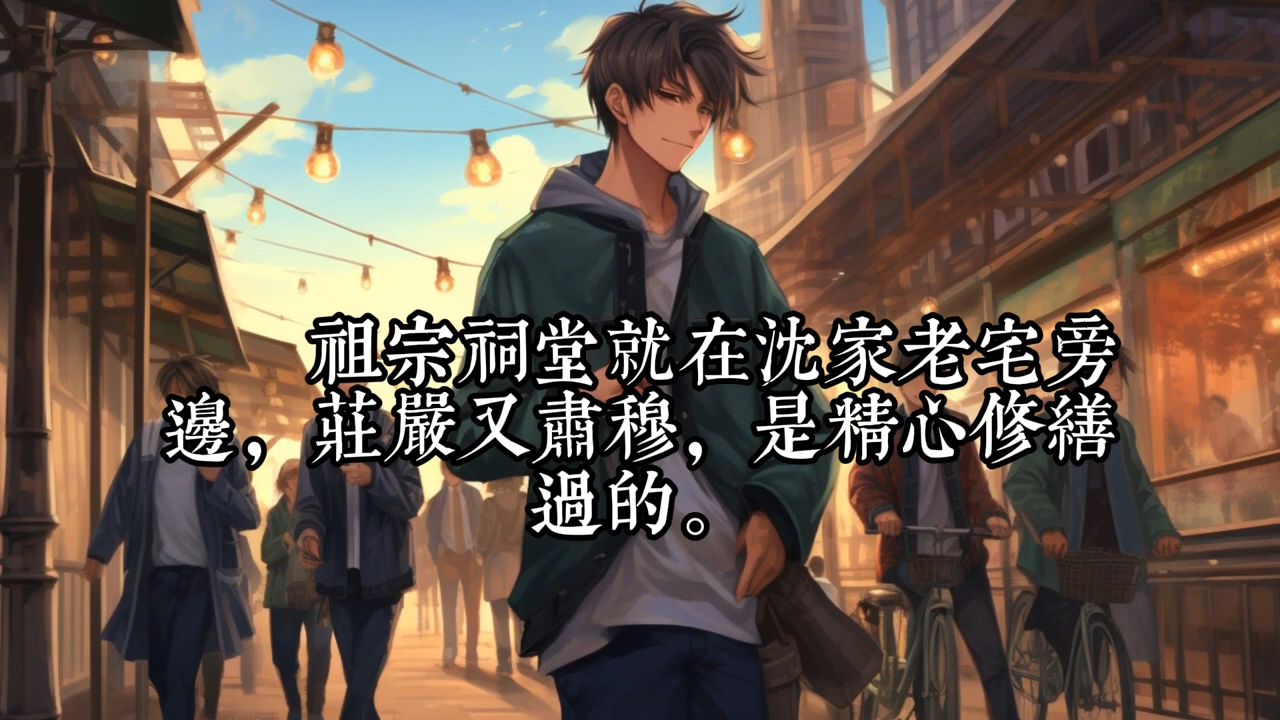 祖宗祠堂就在沈家老宅旁
邊，莊嚴又肅穆，是精心修繕
過的。